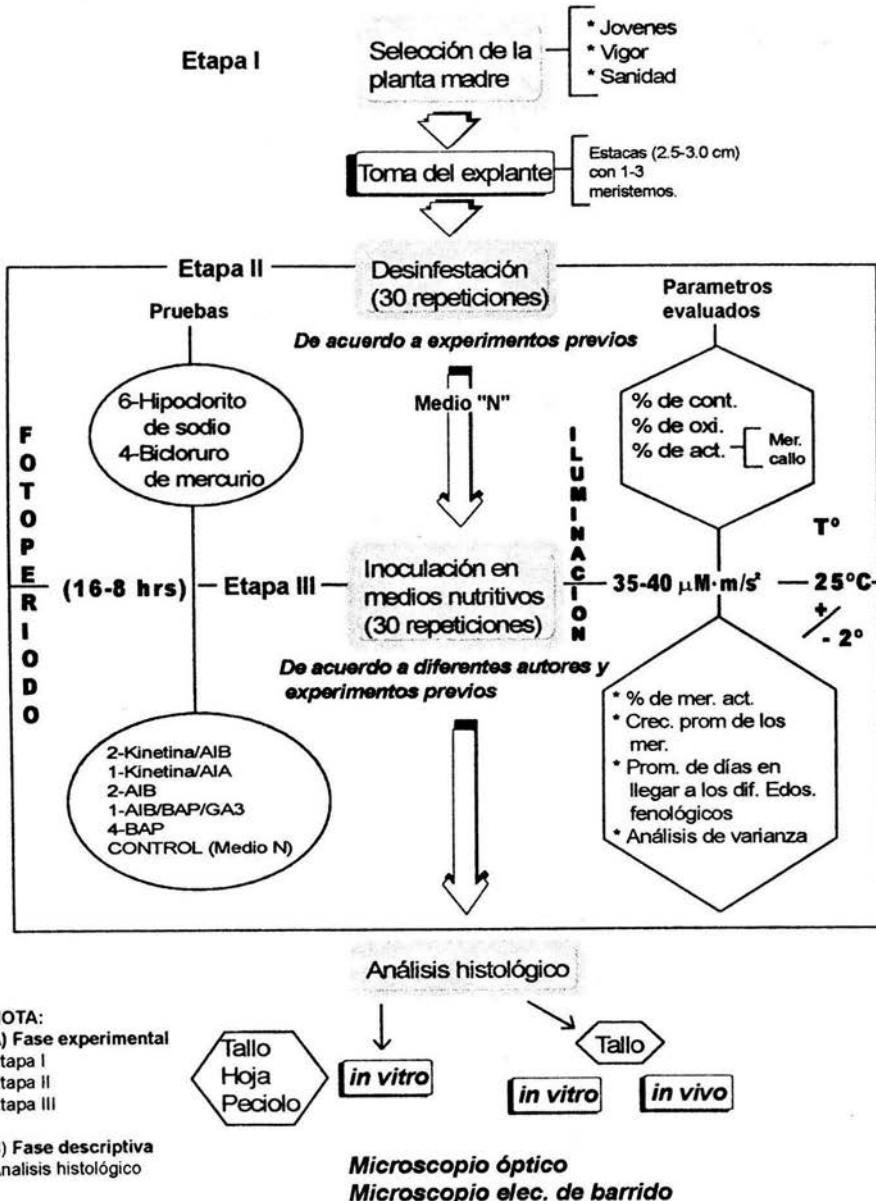 Etapa I
Selección de la
planta madre
* Jovenes
* Vigor
* Sanidad
Toma del explante
Estacas (2.5-3.0 cm)
con 1-3
meristemos.
Etapa II
Desinfestación
(30 repeticiones)
Pruebas
Parametros
evaluados
De acuerdo a experimentos previos
6-Hipoclorito
de sodio
4-Bicloruro
de mercurio
Medio "N"
% de cont.
% de oxi.
% de act.
Mer.
callo
FOTOPERIODO
ILUMINACION
Tº
(16-8 hrs)
Etapa III
Inoculación en
medios nutritivos
(30 repeticiones)
35-40 µM·m/s²
25ºC
+/- 2º
De acuerdo a diferentes autores y
experimentos previos
2-Kinetina/AIB
1-Kinetina/AIA
2-AIB
1-AIB/BAP/GA3
4-BAP
CONTROL (Medio N)
* % de mer. act.
* Crec. prom de los
mer.
* Prom. de días en
llegar a los dif. Edos.
fenológicos
* Análisis de varianza
Análisis histológico
OTA:
) Fase experimental
tapa I
tapa II
tapa III
) Fase descriptiva
nalisis histológico
Tallo
Hoja
Peciolo
in vitro
Tallo
in vitro
in vivo
Microscopio óptico
Microscopio elec. de barrido